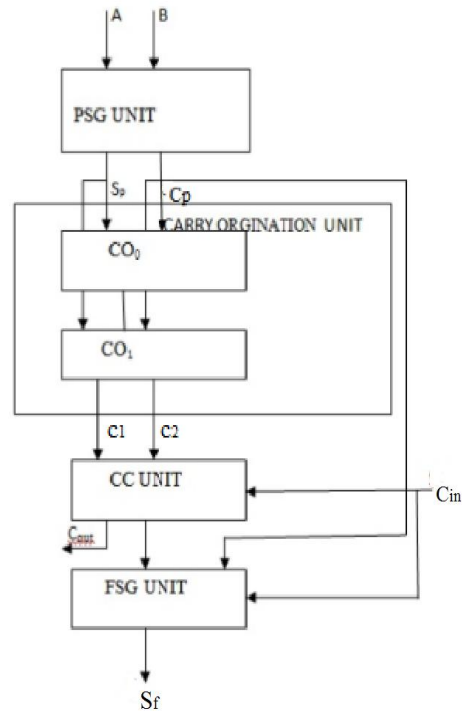 A B
PSG UNIT
Sp Cp
CARRY ORGINATION UNIT
CO₀
CO₁
C1 C2
CC UNIT
Cin
Cout
FSG UNIT
Sf